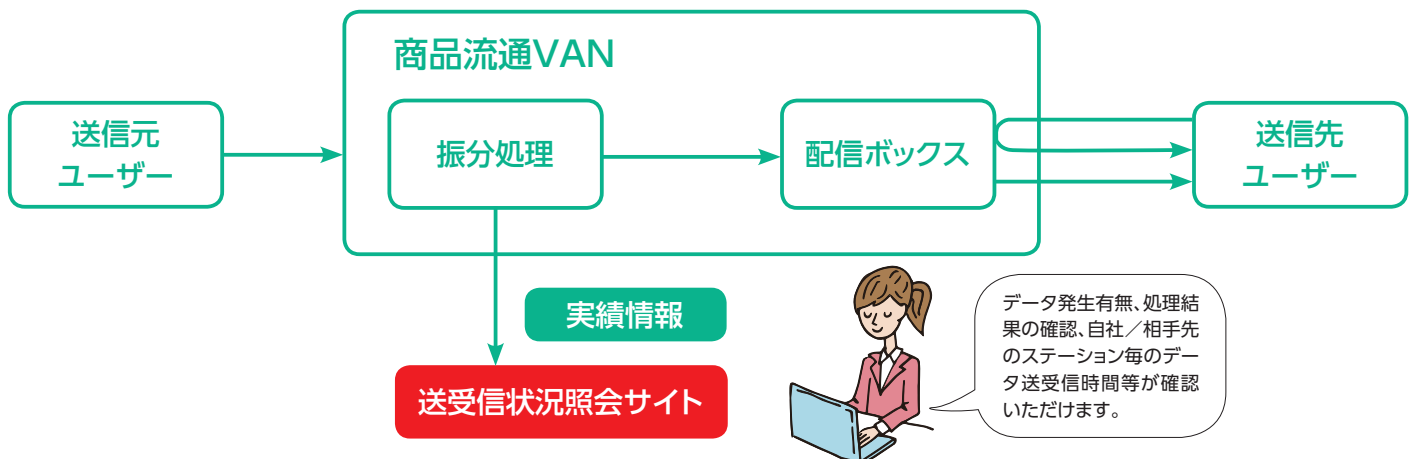 商品流通VAN
送信元
ユーザー
振分処理
配信ボックス
送信先
ユーザー
実績情報
送受信状況照会サイト
データ発生有無、処理結
果の確認、自社／相手先
のステーション毎のデー
タ送受信時間等が確認
いただけます。